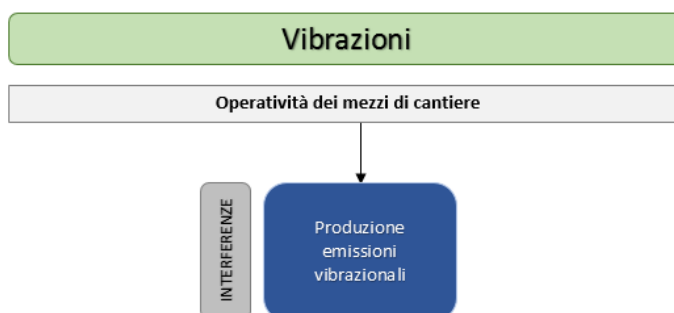 Vibrazioni
Operatività dei mezzi di cantiere
INTERFERENZE
Produzione
emissioni
vibrazionali